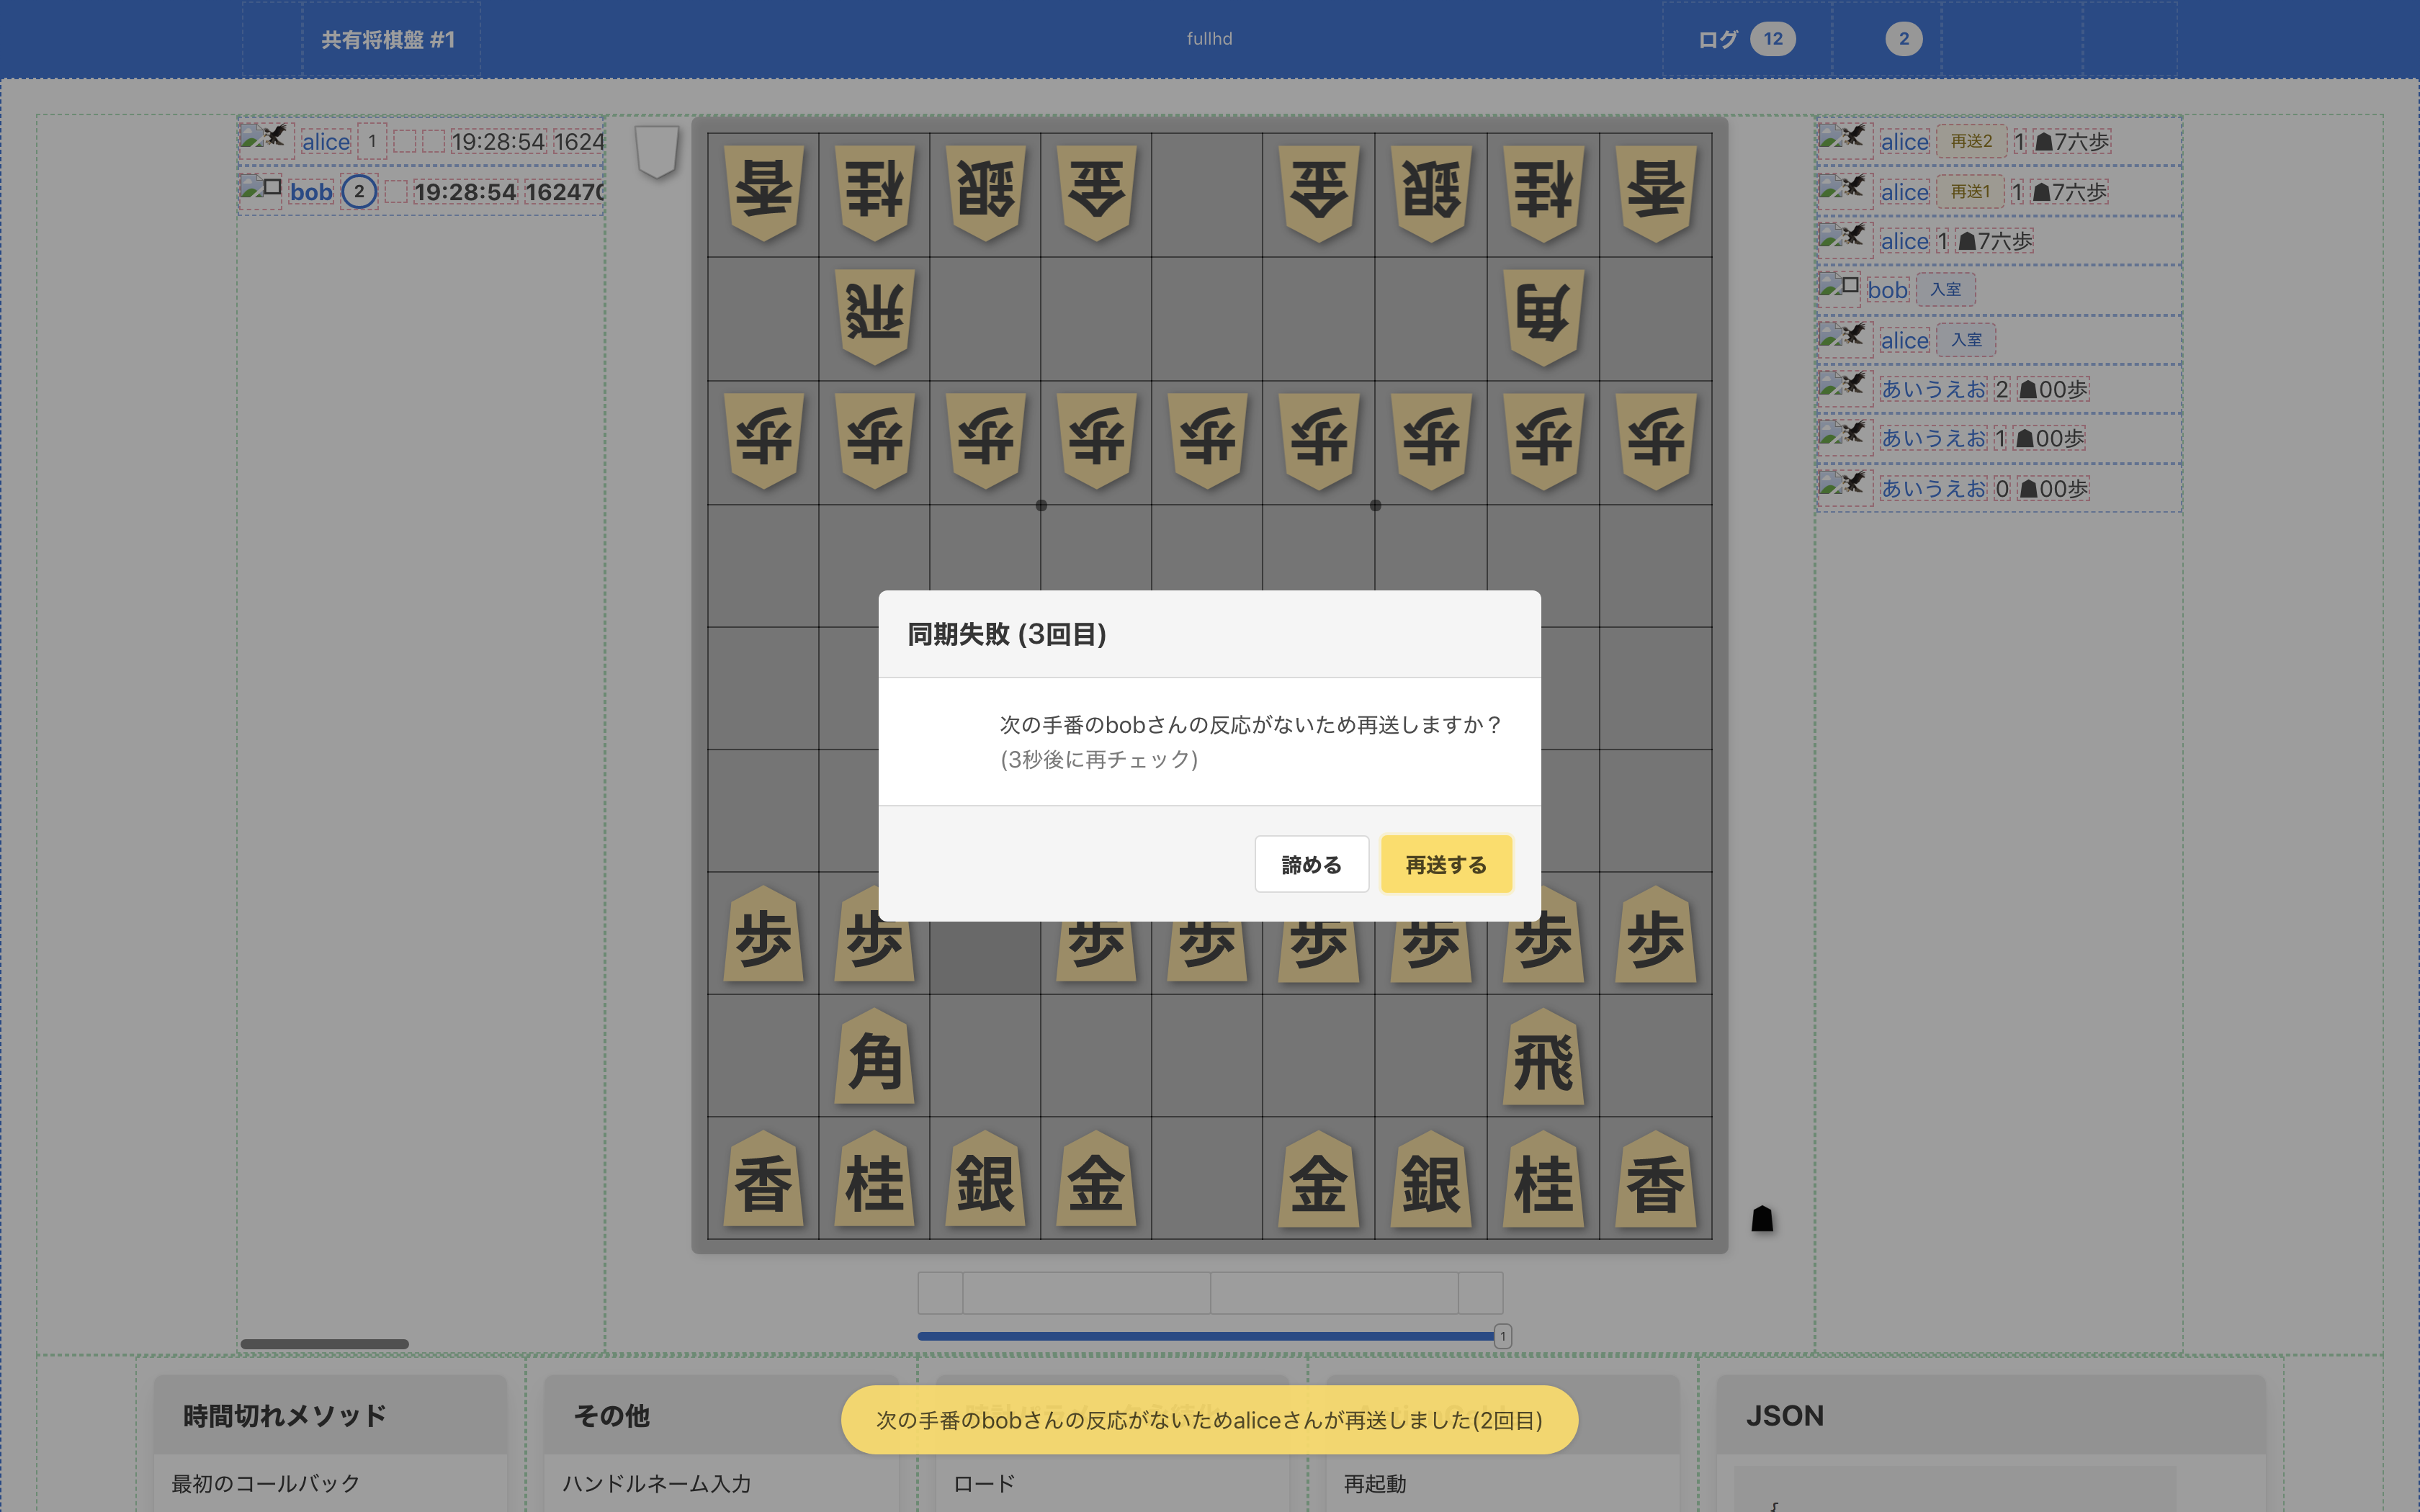 共有将棋盤 #1
fullhd
ログ 12
2
alice 1 19:28:54 1624
bob 2 19:28:54 162470
香 桂 銀 金 金 銀 桂 香
飛 角
歩 歩 歩 歩 歩 歩 歩 歩 歩
同期失敗 (3回目)
次の手番のbobさんの反応がないため再送しますか？
(3秒後に再チェック)
諦める 再送する
歩 歩 歩 歩 歩 歩 歩 歩
角 飛
香 桂 銀 金 金 銀 桂 香
1
alice 再送2 1 ☗7六歩
alice 再送1 1 ☗7六歩
alice 1 ☗7六歩
bob 入室
alice 入室
あいうえお 2 ☗00歩
あいうえお 1 ☗00歩
あいうえお 0 ☗00歩
時間切れメソッド
最初のコールバック
その他
ハンドルネーム入力
次の手番のbobさんの反応がないためaliceさんが再送しました(2回目)
ロード
再起動
JSON
{